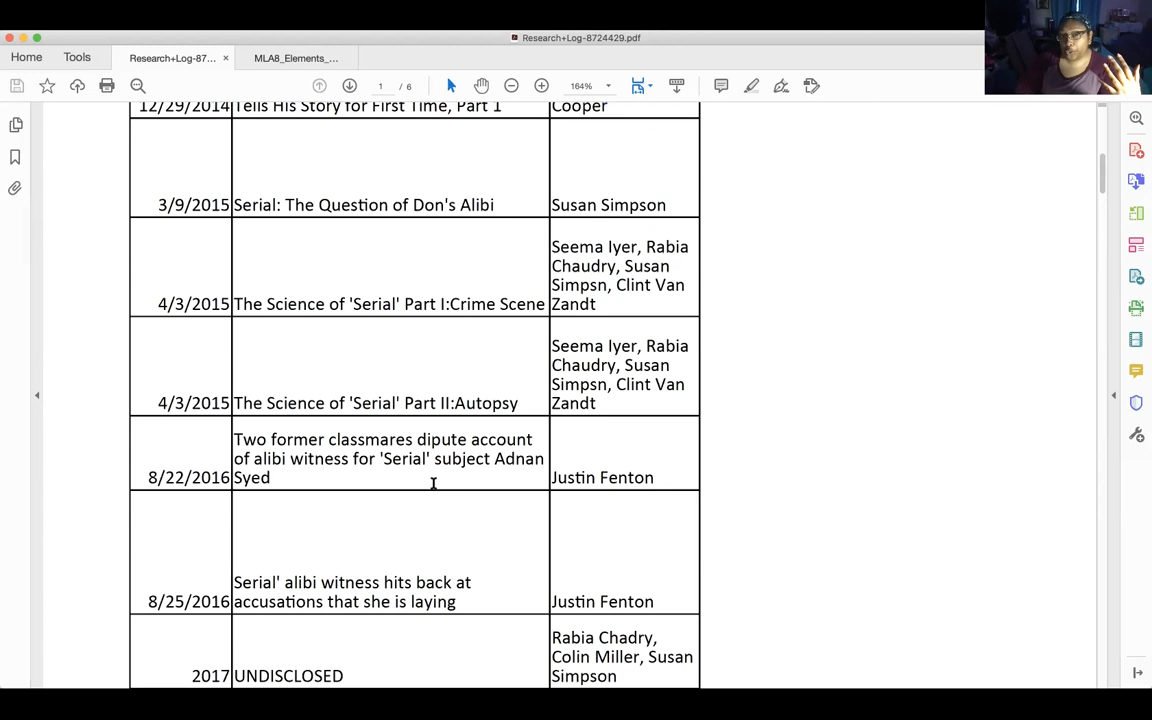 Research+Log-8724429.pdf
Home
Tools
Research+Log-87...
×
MLA8_Elements_...
1 / 6
164%
12/29/2014 Tells His Story for First Time, Part 1
Cooper
3/9/2015 Serial: The Question of Don's Alibi
Susan Simpson
Seema Iyer, Rabia
Chaudry, Susan
Simpsn, Clint Van
4/3/2015 The Science of 'Serial' Part I:Crime Scene
Zandt
Seema Iyer, Rabia
Chaudry, Susan
Simpsn, Clint Van
4/3/2015 The Science of 'Serial' Part II:Autopsy
Zandt
Two former classmares dipute account
of alibi witness for 'Serial' subject Adnan
8/22/2016 Syed
Justin Fenton
Serial' alibi witness hits back at
8/25/2016 accusations that she is laying
Justin Fenton
Rabia Chadry,
Colin Miller, Susan
2017 UNDISCLOSED
Simpson